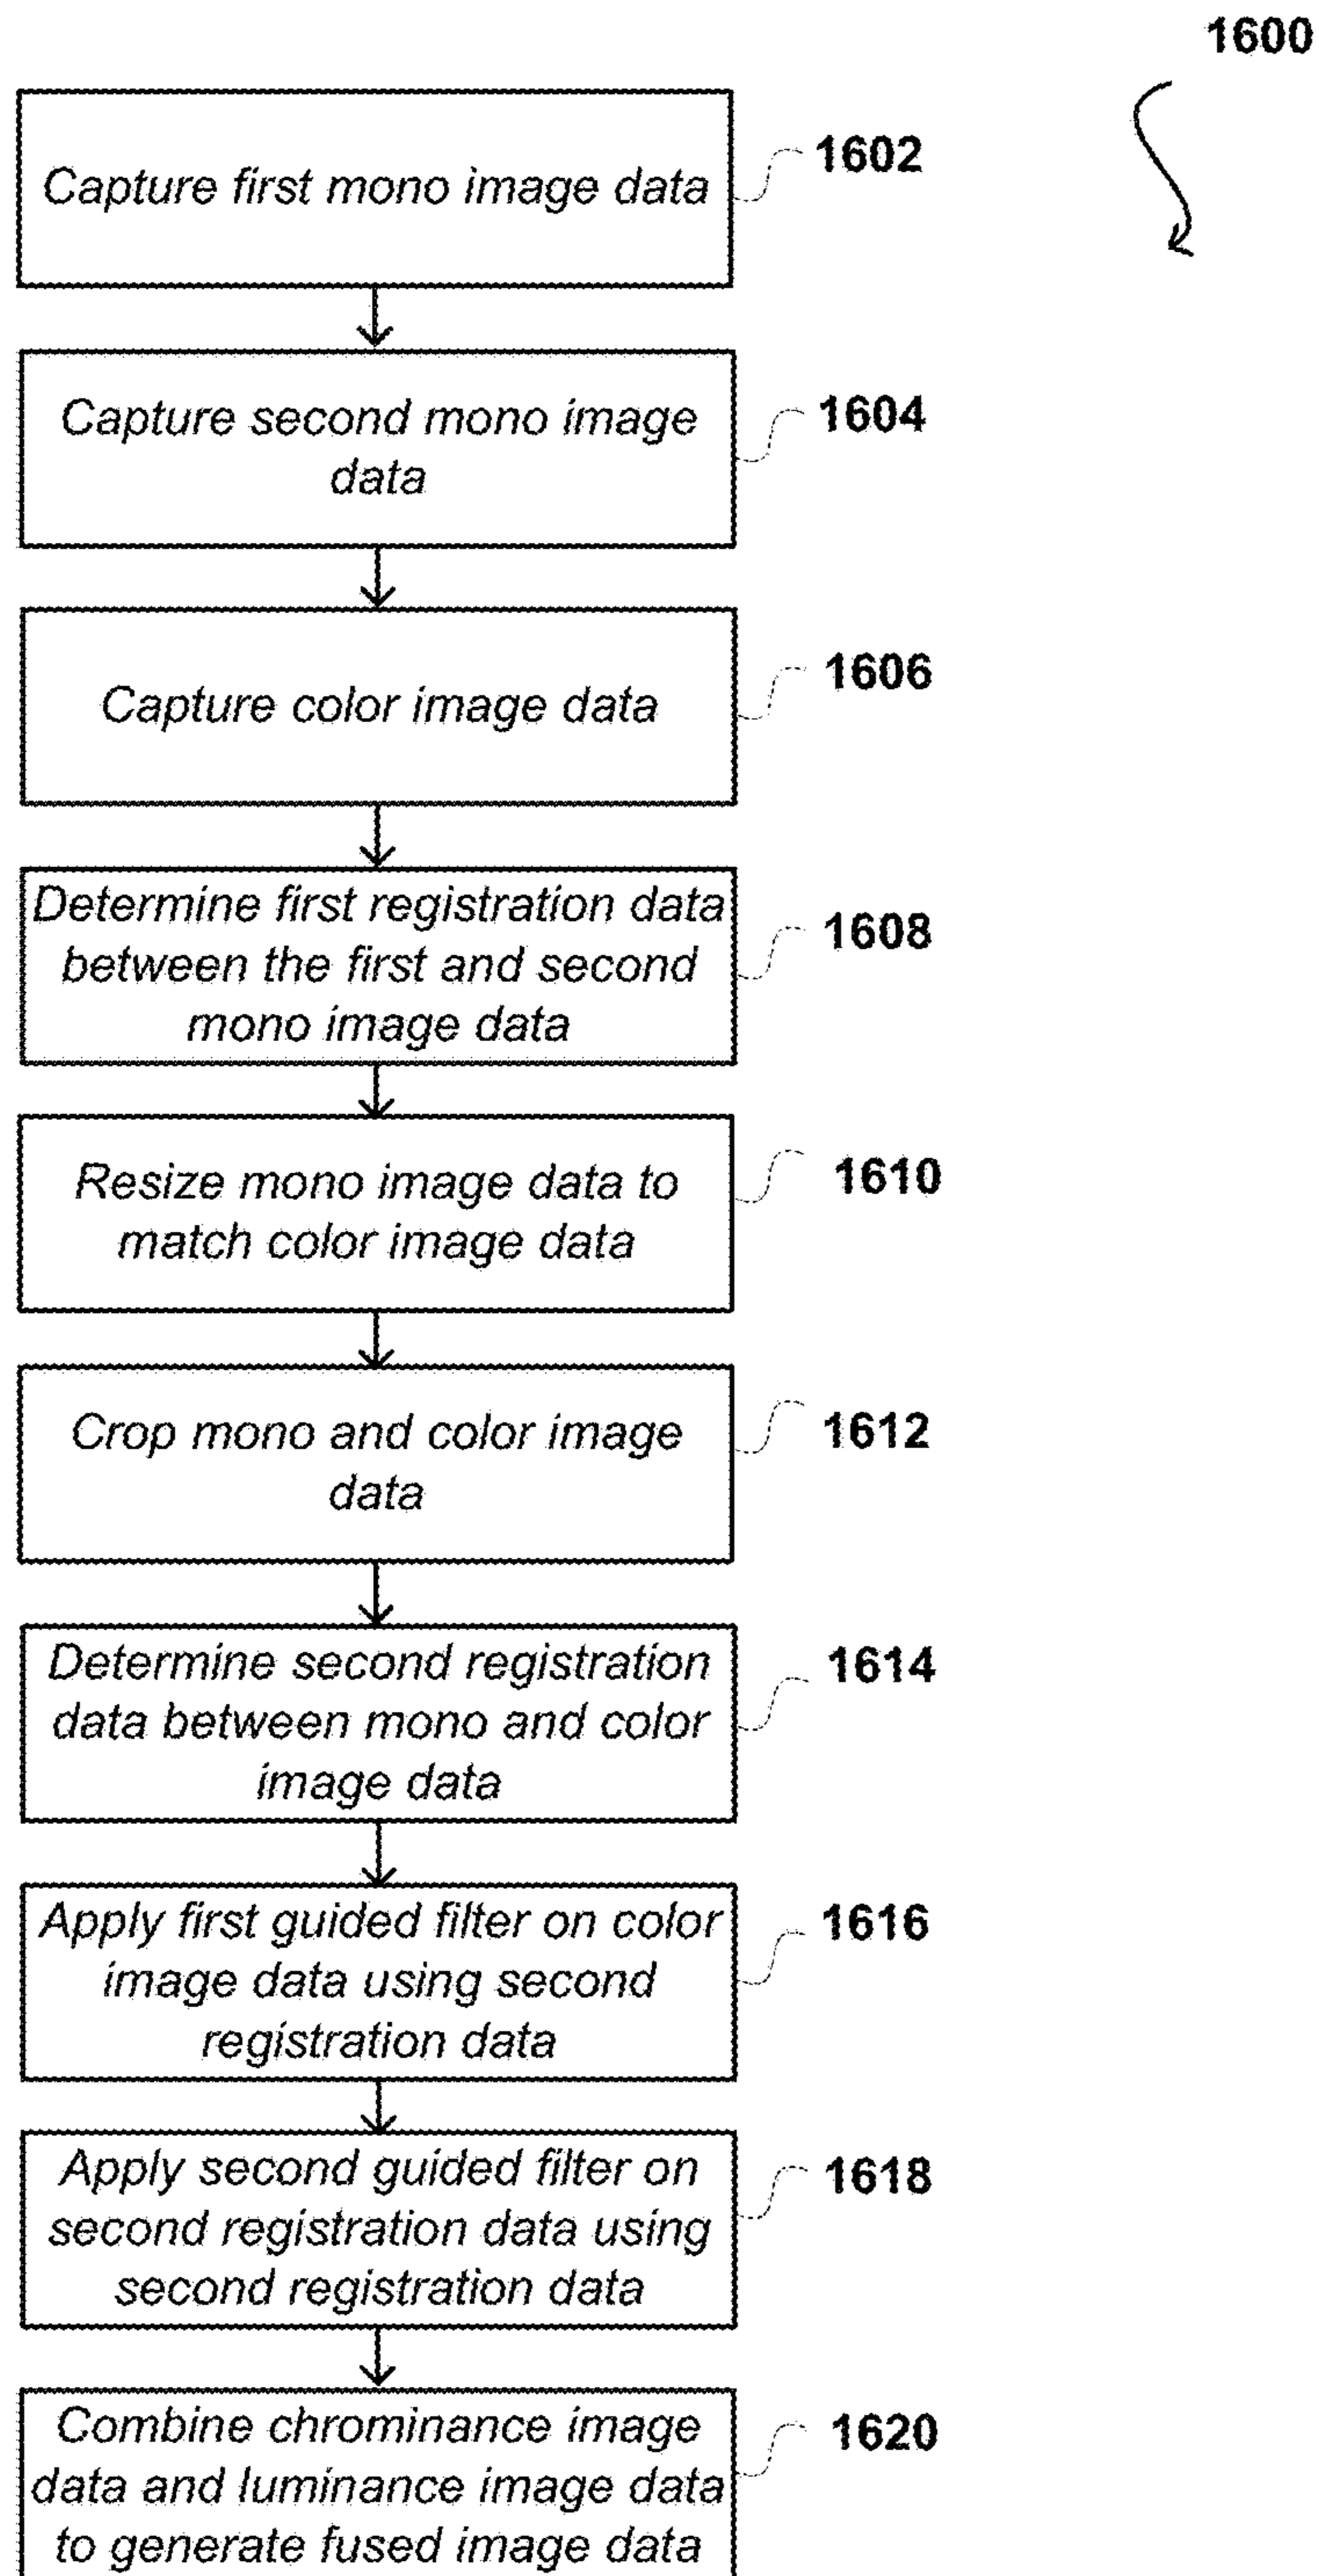 1600
Capture first mono image data
1602
Capture second mono image
data
1604
Capture color image data
1606
Determine first registration data
between the first and second
mono image data
1608
Resize mono image data to
match color image data
1610
Crop mono and color image
data
1612
Determine second registration
data between mono and color
image data
1614
Apply first guided filter on color
image data using second
registration data
1616
Apply second guided filter on
second registration data using
second registration data
1618
Combine chrominance image
data and luminance image data
to generate fused image data
1620